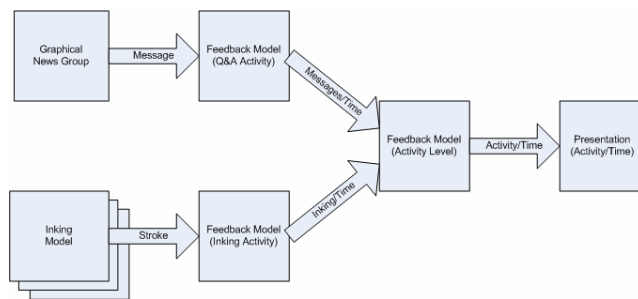 Graphical
News Group
Message
Feedback Model
(Q&A Activity)
Messages/Time
Feedback Model
(Activity Level)
Activity/Time
Presentation
(Activity/Time)
Inking
Model
Stroke
Feedback Model
(Inking Activity)
Inking/Time